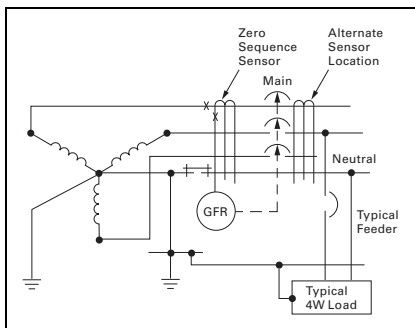 Zero
Sequence
Sensor
Alternate
Sensor
Location
Main
Neutral
GFR
Typical
Feeder
Typical
4W Load